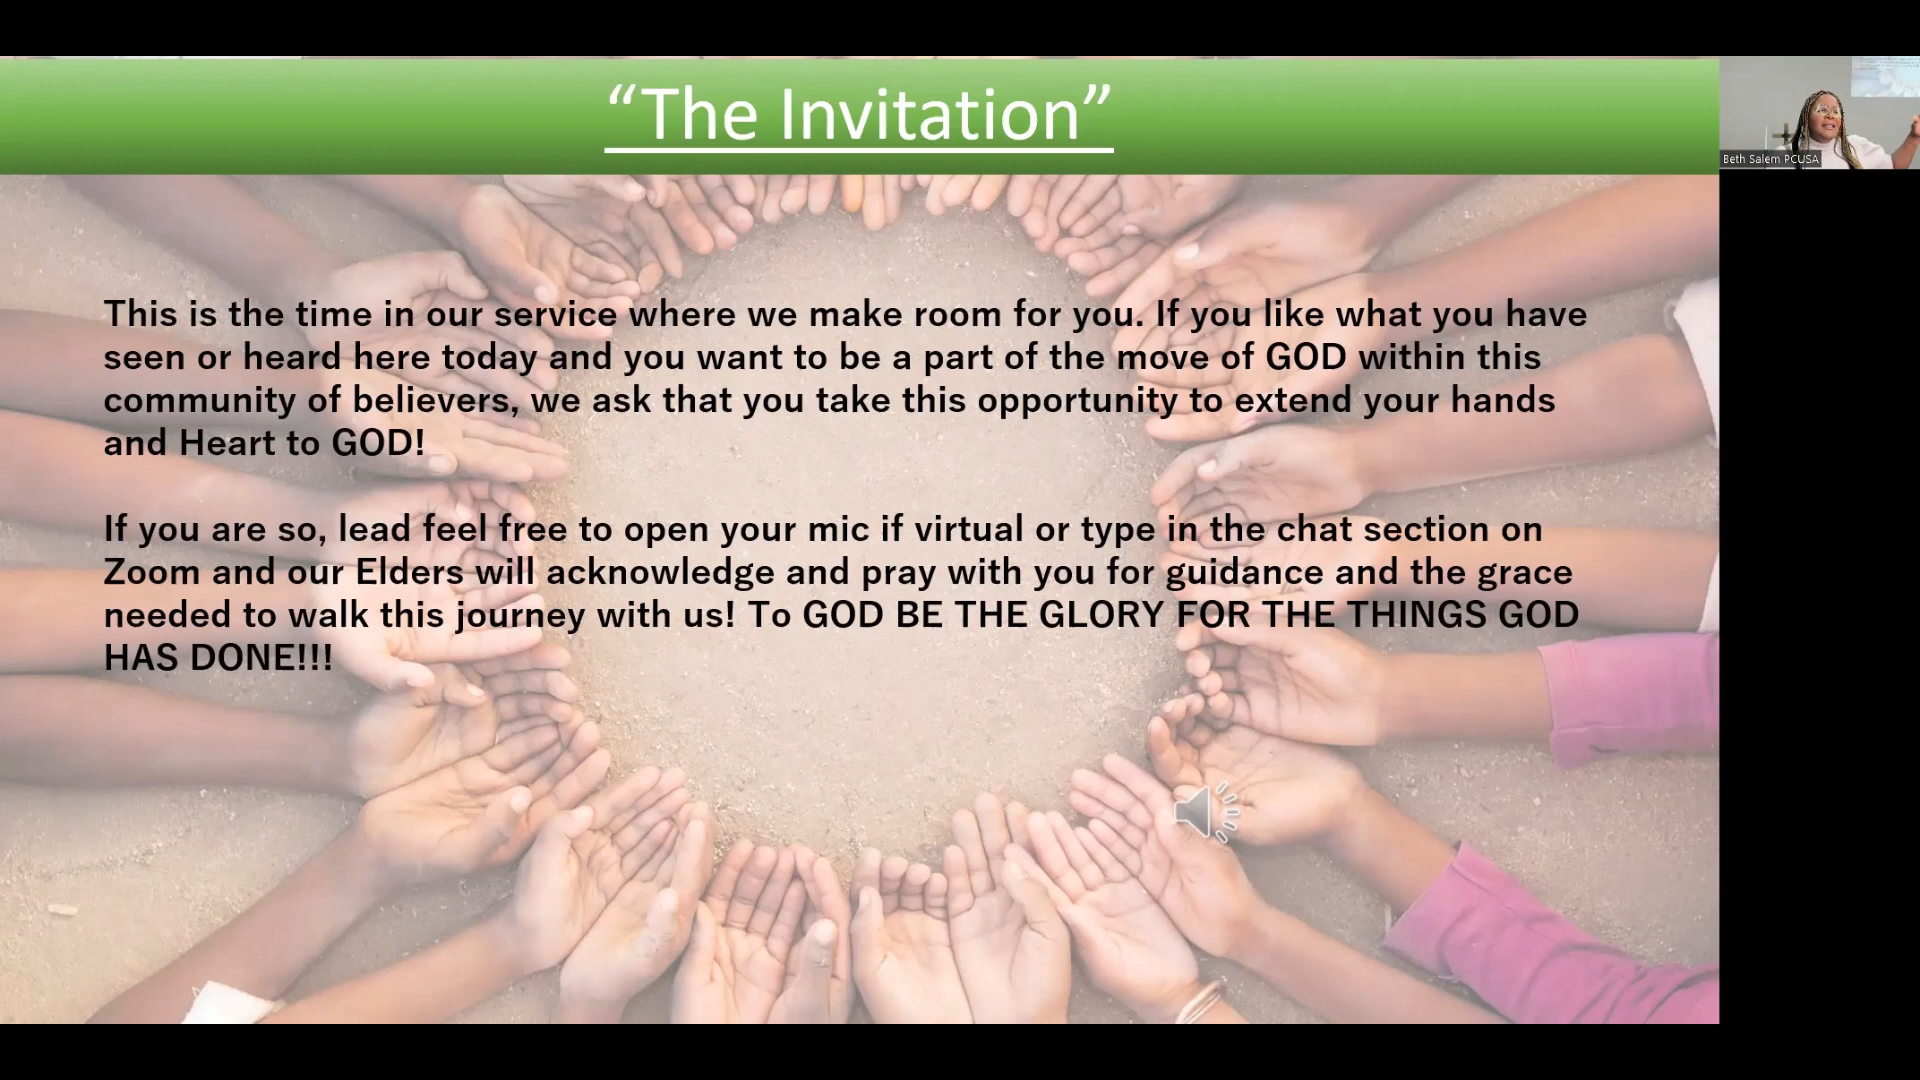 “The Invitation”
Beth Salem PCUSA
This is the time in our service where we make room for you. If you like what you have
seen or heard here today and you want to be a part of the move of GOD within this
community of believers, we ask that you take this opportunity to extend your hands
and Heart to GOD!
If you are so, lead feel free to open your mic if virtual or type in the chat section on
Zoom and our Elders will acknowledge and pray with you for guidance and the grace
needed to walk this journey with us! To GOD BE THE GLORY FOR THE THINGS GOD
HAS DONE!!!